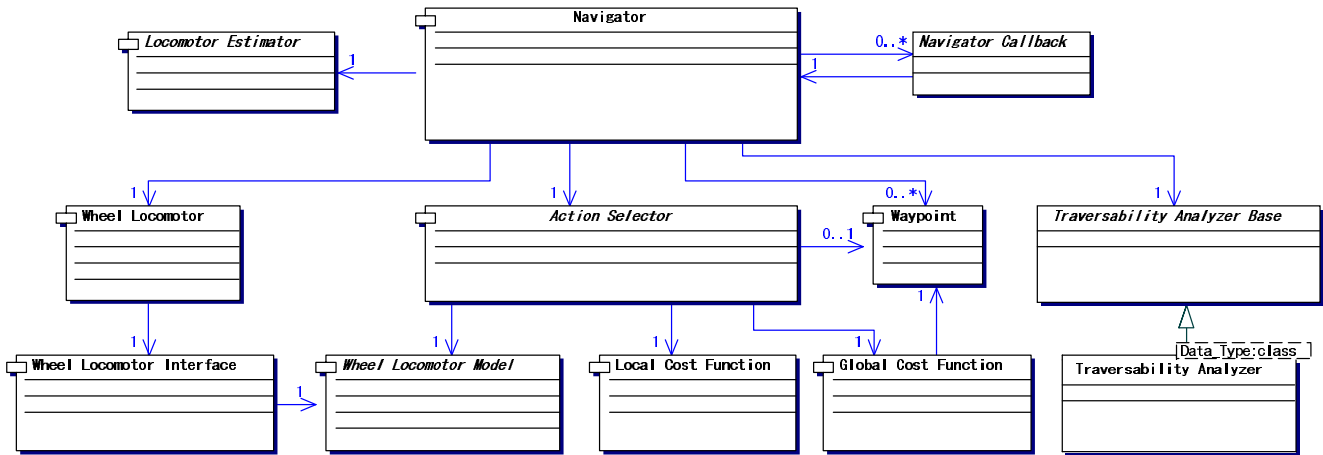 Navigator
Locomotor Estimator
0..*
Navigator Callback
1
1
1
1
0..*
1
Wheel Locomotor
Action Selector
Waypoint
Traversability Analyzer Base
0..1
1
1
1
1
1
Wheel Locomotor Interface
Wheel Locomotor Model
Local Cost Function
Global Cost Function
Data_Type:class
Traversability Analyzer
1